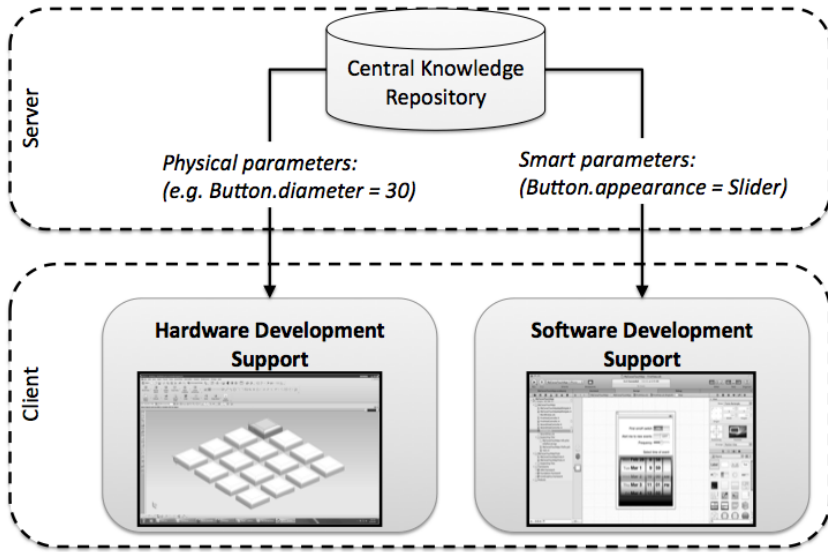 Central Knowledge
Repository
Server
Physical parameters:
(e.g. Button.diameter = 30)
Smart parameters:
(Button.appearance = Slider)
Client
Hardware Development
Support
Software Development
Support